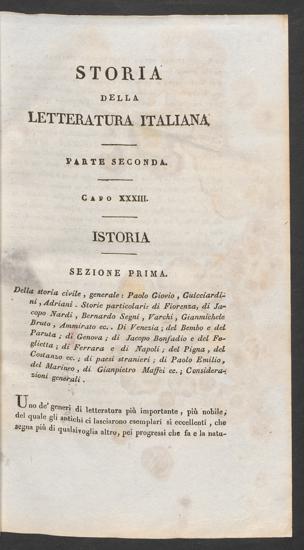 STORIA
DELLA
LETTERATURA ITALIANA,
PARTE SECONDA.
CAPO XXXIII.
ISTORIA
SEZIONE PRIMA.
Della storia civile, generale: Paolo Giovio, Guicciardi-
ni, Adriani. Storie particolari: di Fiorenza, di Ja-
copo Nardi, Bernardo Segni, Varchi, Gianmichele
Bruto, Ammirato ec.. Di Venezia; del Bembo e del
Paruta; di Genova; di Jacopo Bonfadio e del Fo-
glietta; di Ferrara e di Napoli; del Pigna, del
Costanzo ec.; di paesi stranieri; di Paolo Emilio,
del Marineo, di Gianpietro Maffei ec.; Considera-
zioni generali.
Uno de' generi di letteratura più importante, più nobile,
del quale gli antichi ci lasciarono esemplari sì eccellenti, che
segna più di qualsivoglia altro, pei progressi che fa e la natu-